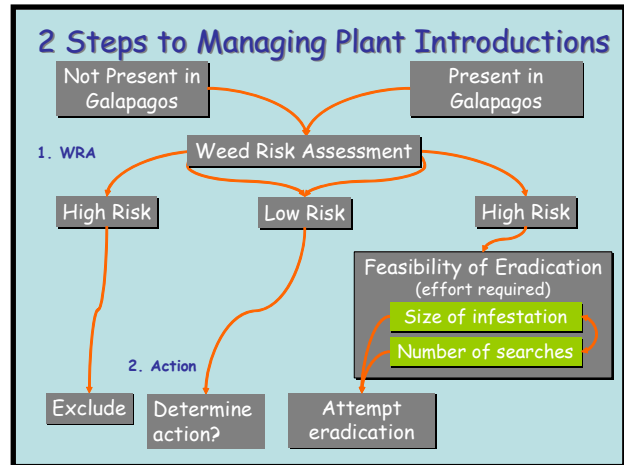 2 Steps to Managing Plant Introductions
Not Present in
Galapagos
Present in
Galapagos
1. WRA
Weed Risk Assessment
High Risk
Low Risk
High Risk
Feasibility of Eradication
(effort required)
Size of infestation
Number of searches
2. Action
Exclude
Determine
action?
Attempt
eradication